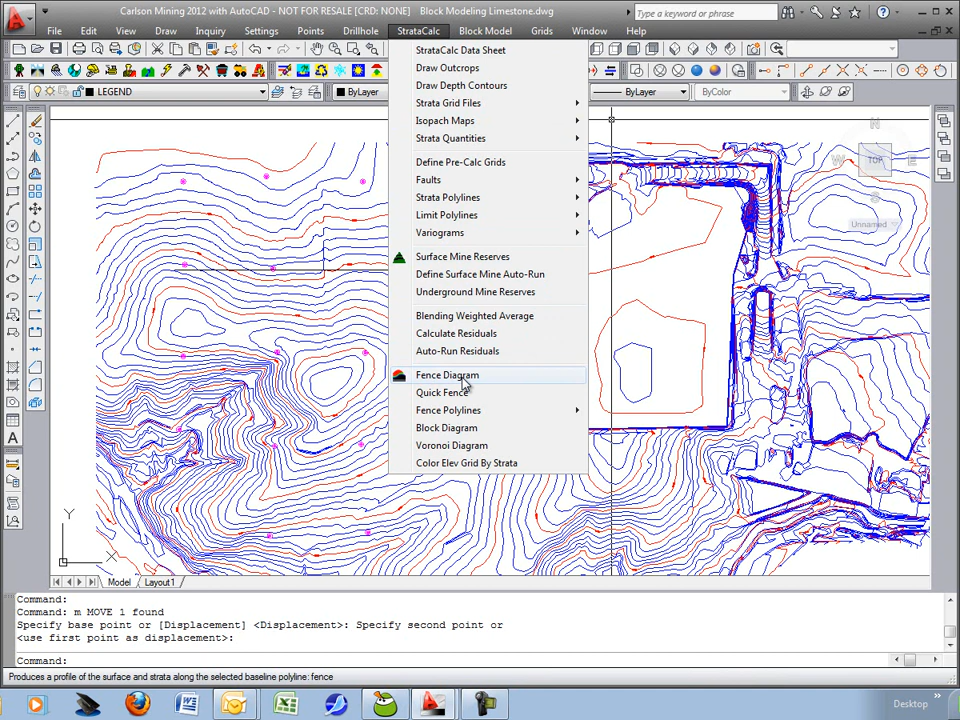 Carlson Mining 2012 with AutoCAD - NOT FOR RESALE [CRD: NONE]    Block Modeling Limestone.dwg
Type a keyword or phrase
File Edit View Draw Inquiry Settings Points Drillhole StrataCalc Block Model Grids Window Help
LEGEND
ByLayer
ByLayer
ByColor
StrataCalc Data Sheet
Draw Outcrops
Draw Depth Contours
Strata Grid Files
Isopach Maps
Strata Quantities
Define Pre-Calc Grids
Faults
Strata Polylines
Limit Polylines
Variograms
Surface Mine Reserves
Define Surface Mine Auto-Run
Underground Mine Reserves
Blending Weighted Average
Calculate Residuals
Auto-Run Residuals
Fence Diagram
Quick Fence
Fence Polylines
Block Diagram
Voronoi Diagram
Color Elev Grid By Strata
N
W TOP E
S
Unnamed
Y
X
Model Layout1
Command:
Command: m MOVE 1 found
Specify base point or [Displacement] <Displacement>: Specify second point or
<use first point as displacement>:
Command:
Produces a profile of the surface and strata along the selected baseline polyline: fence
Desktop